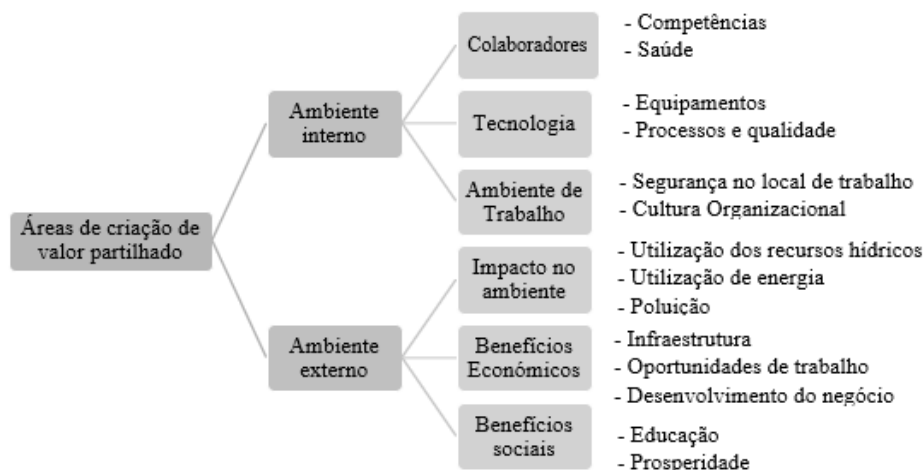 Áreas de criação de
valor partilhado
Ambiente
interno
Colaboradores
- Competências
- Saúde
Tecnologia
- Equipamentos
- Processos e qualidade
Ambiente de
Trabalho
- Segurança no local de trabalho
- Cultura Organizacional
Ambiente
externo
Impacto no
ambiente
- Utilização dos recursos hídricos
- Utilização de energia
- Poluição
Benefícios
Económicos
- Infraestrutura
- Oportunidades de trabalho
- Desenvolvimento do negócio
Benefícios
sociais
- Educação
- Prosperidade